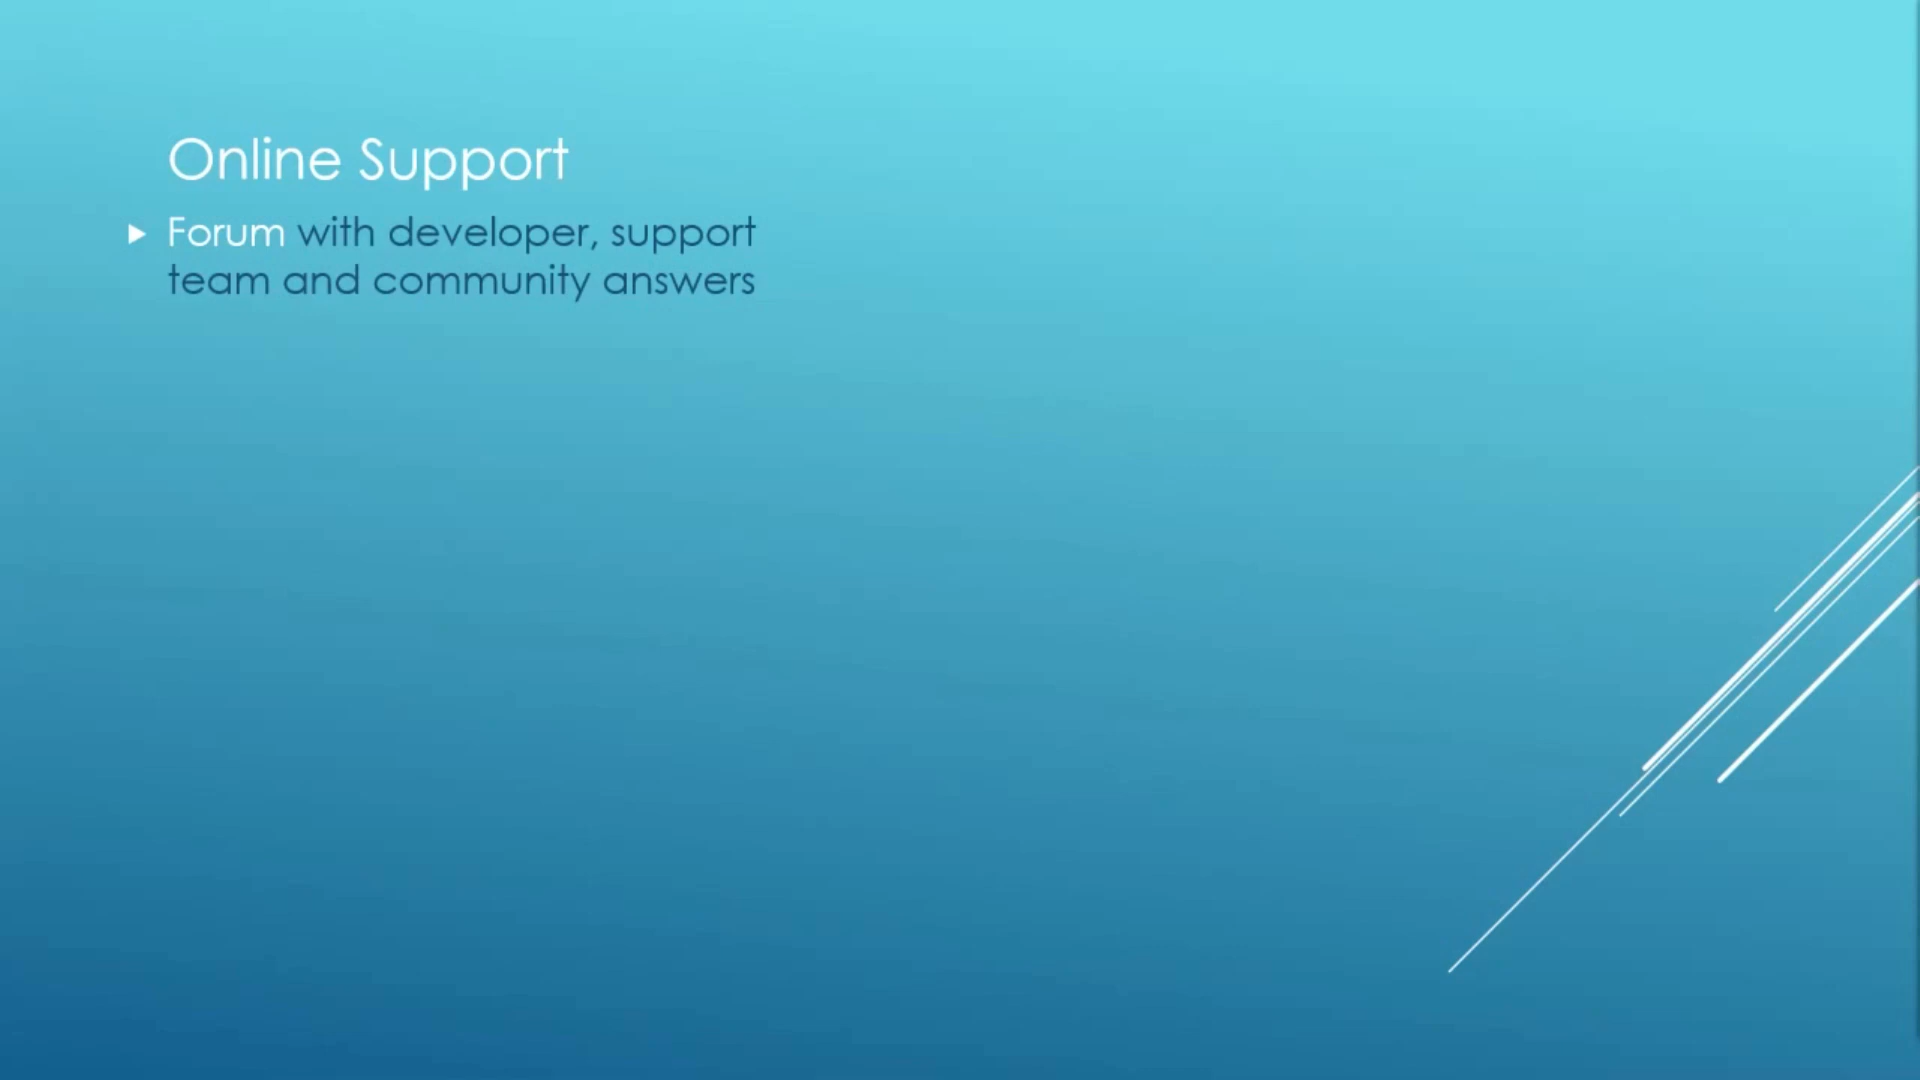 Online Support
Forum with developer, support
team and community answers